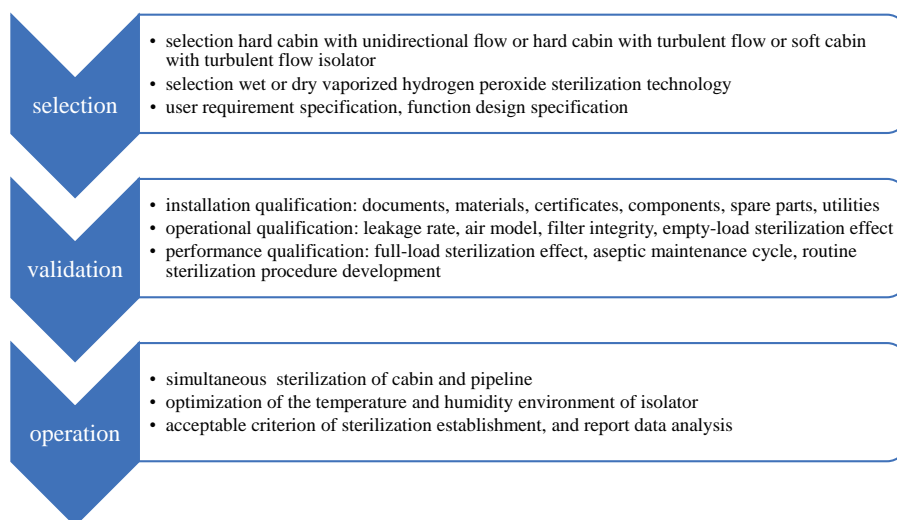 selection
• selection hard cabin with unidirectional flow or hard cabin with turbulent flow or soft cabin
with turbulent flow isolator
• selection wet or dry vaporized hydrogen peroxide sterilization technology
• user requirement specification, function design specification
validation
• installation qualification: documents, materials, certificates, components, spare parts, utilities
• operational qualification: leakage rate, air model, filter integrity, empty-load sterilization effect
• performance qualification: full-load sterilization effect, aseptic maintenance cycle, routine
sterilization procedure development
operation
• simultaneous sterilization of cabin and pipeline
• optimization of the temperature and humidity environment of isolator
• acceptable criterion of sterilization establishment, and report data analysis